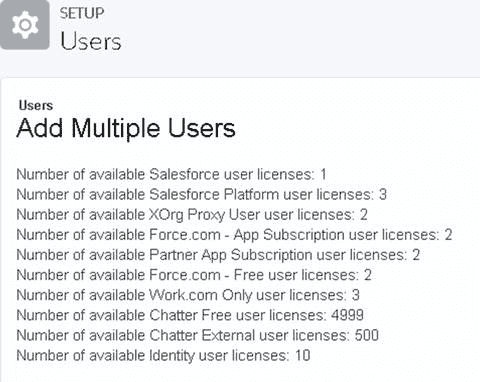 SETUP
Users
Users
Add Multiple Users
Number of available Salesforce user licenses: 1
Number of available Salesforce Platform user licenses: 3
Number of available XOrg Proxy User user licenses: 2
Number of available Force.com - App Subscription user licenses: 2
Number of available Partner App Subscription user licenses: 2
Number of available Force.com - Free user licenses: 2
Number of available Work.com Only user licenses: 3
Number of available Chatter Free user licenses: 4999
Number of available Chatter External user licenses: 500
Number of available Identity user licenses: 10